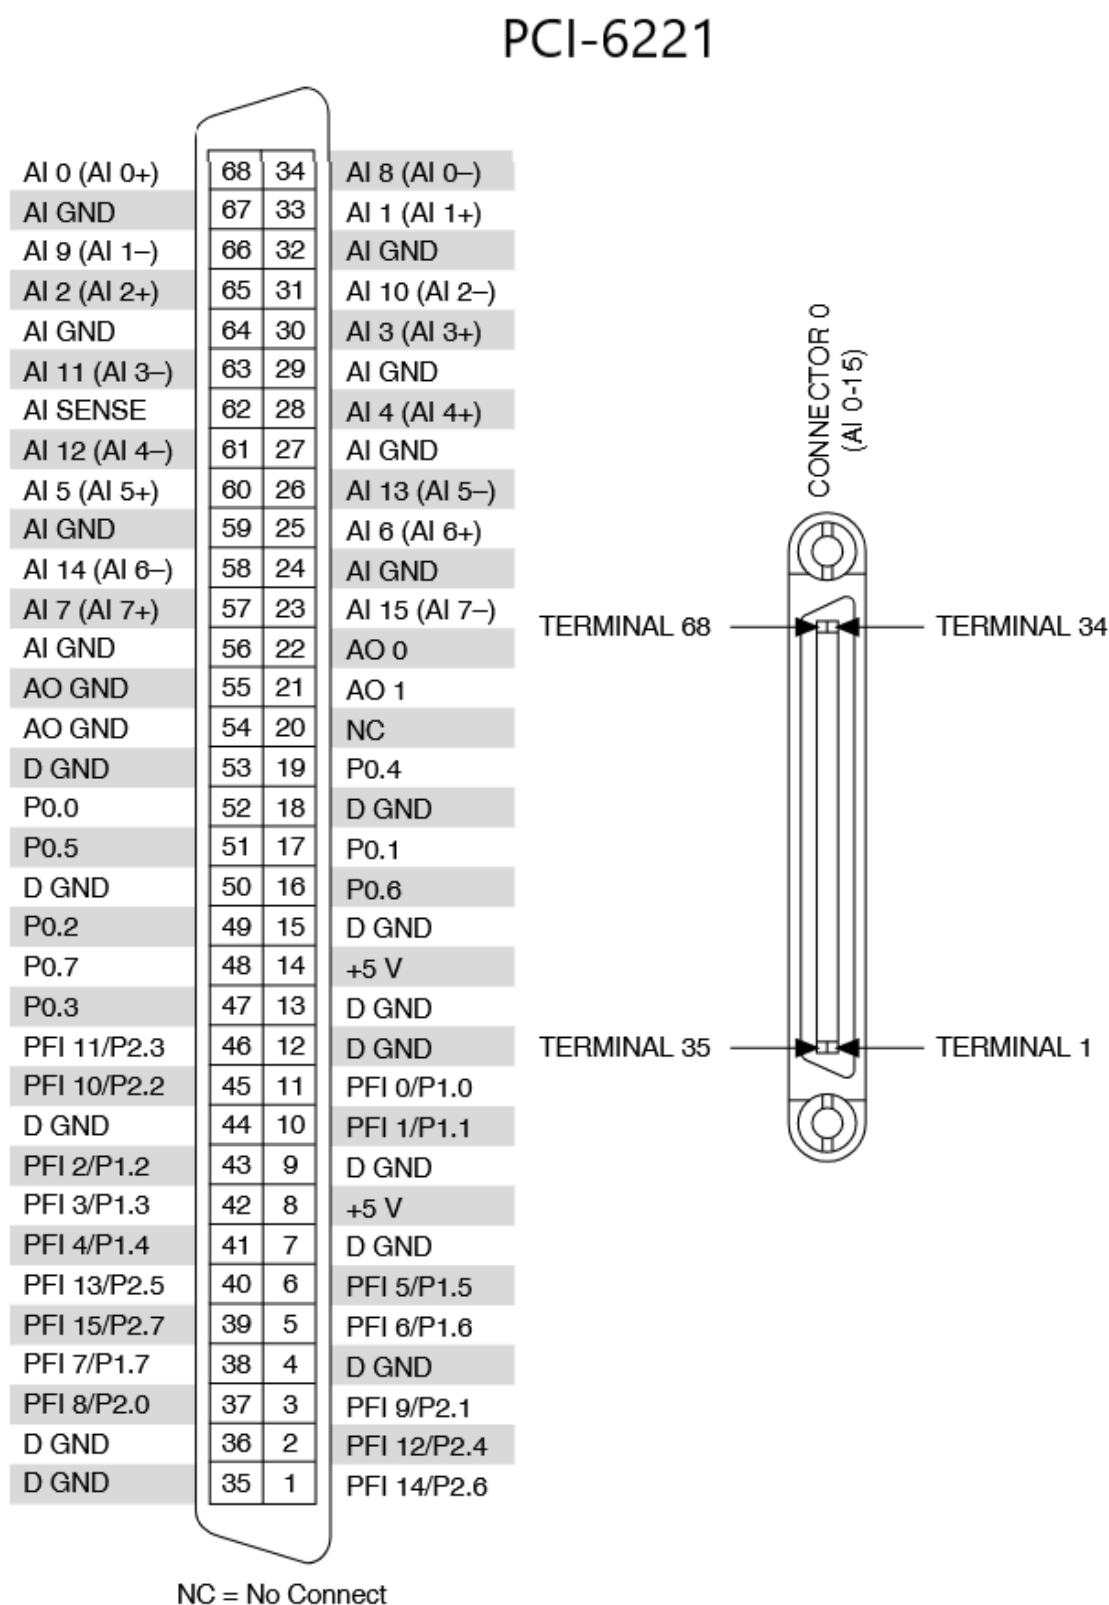 PCI-6221
AI 0 (AI 0+) 68 34 AI 8 (AI 0–)
AI GND 67 33 AI 1 (AI 1+)
AI 9 (AI 1–) 66 32 AI GND
AI 2 (AI 2+) 65 31 AI 10 (AI 2–)
AI GND 64 30 AI 3 (AI 3+)
AI 11 (AI 3–) 63 29 AI GND
AI SENSE 62 28 AI 4 (AI 4+)
AI 12 (AI 4–) 61 27 AI GND
AI 5 (AI 5+) 60 26 AI 13 (AI 5–)
AI GND 59 25 AI 6 (AI 6+)
AI 14 (AI 6–) 58 24 AI GND
AI 7 (AI 7+) 57 23 AI 15 (AI 7–)
AI GND 56 22 AO 0
AO GND 55 21 AO 1
AO GND 54 20 NC
D GND 53 19 P0.4
P0.0 52 18 D GND
P0.5 51 17 P0.1
D GND 50 16 P0.6
P0.2 49 15 D GND
P0.7 48 14 +5 V
P0.3 47 13 D GND
PFI 11/P2.3 46 12 D GND
PFI 10/P2.2 45 11 PFI 0/P1.0
D GND 44 10 PFI 1/P1.1
PFI 2/P1.2 43 9 D GND
PFI 3/P1.3 42 8 +5 V
PFI 4/P1.4 41 7 D GND
PFI 13/P2.5 40 6 PFI 5/P1.5
PFI 15/P2.7 39 5 PFI 6/P1.6
PFI 7/P1.7 38 4 D GND
PFI 8/P2.0 37 3 PFI 9/P2.1
D GND 36 2 PFI 12/P2.4
D GND 35 1 PFI 14/P2.6
NC = No Connect
CONNECTOR 0
(AI 0-15)
TERMINAL 68 TERMINAL 34
TERMINAL 35 TERMINAL 1